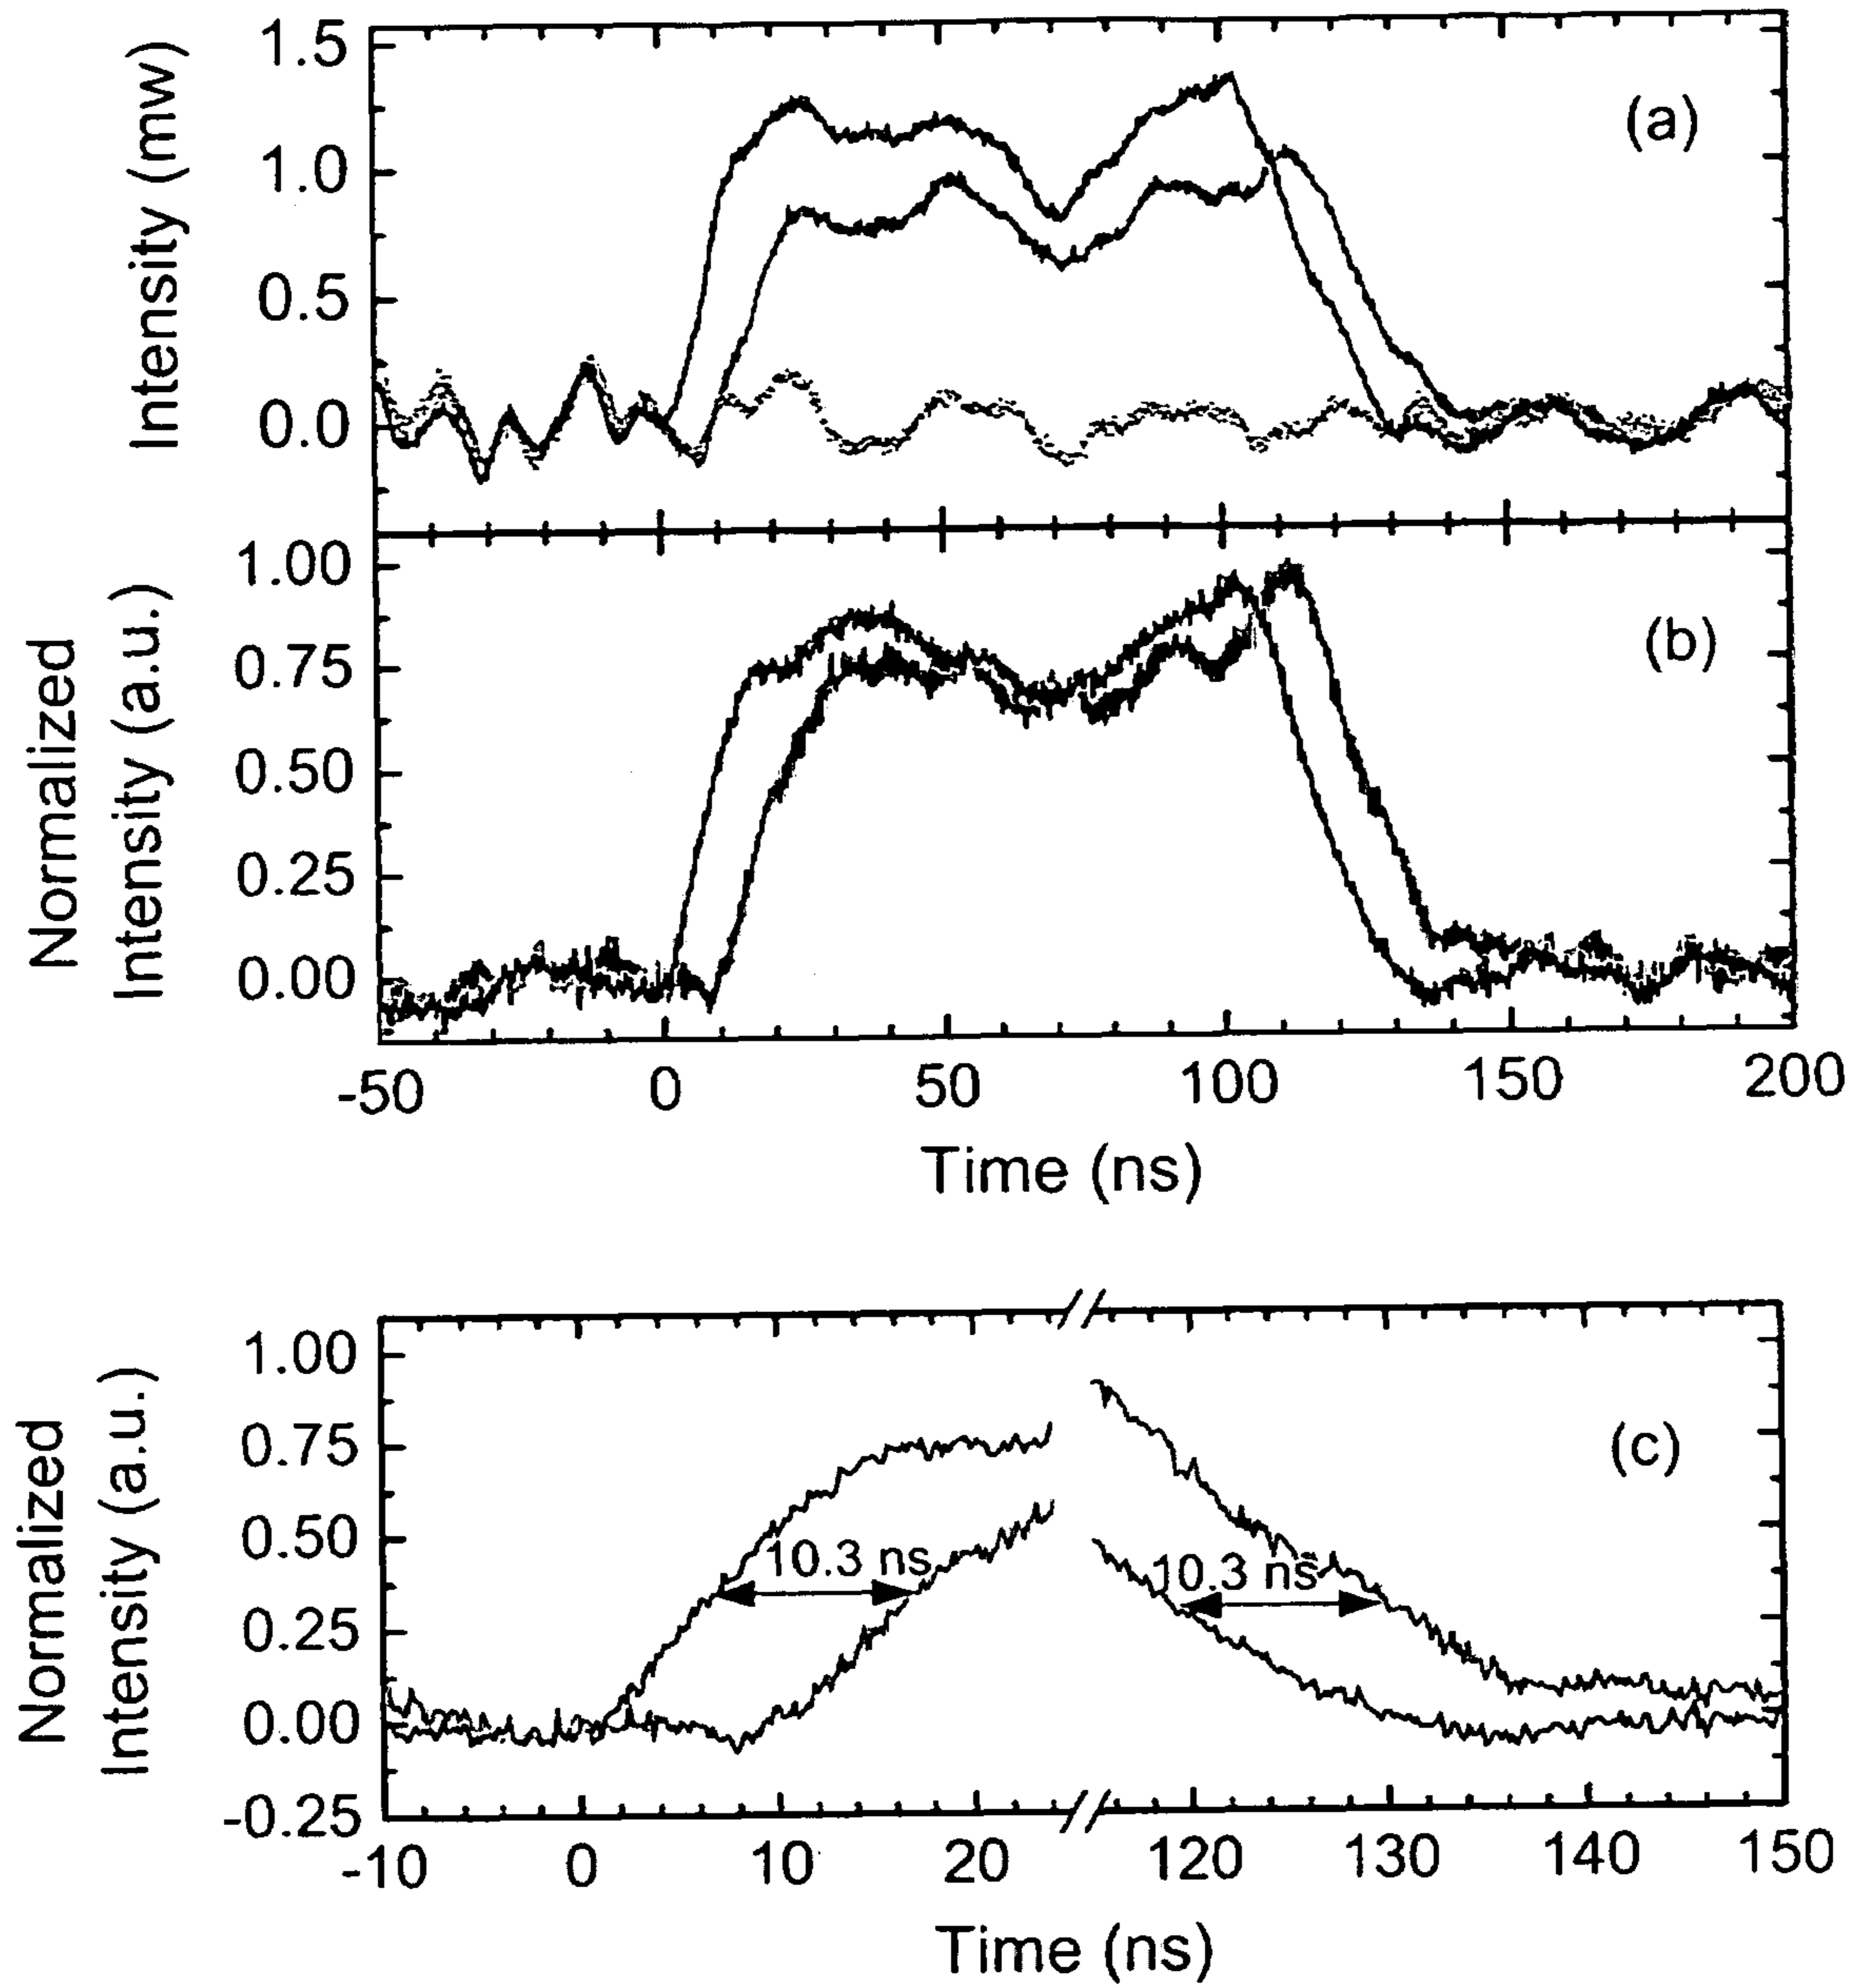 1.5
1.0
0.5
0.0
Intensity (mw)
(a)
1.00
0.75
0.50
0.25
0.00
Normalized
Intensity (a.u.)
(b)
-50 0 50 100 150 200
Time (ns)
1.00
0.75
0.50
0.25
0.00
-0.25
Normalized
Intensity (a.u.)
(c)
10.3 ns 10.3 ns
-10 0 10 20 120 130 140 150
Time (ns)